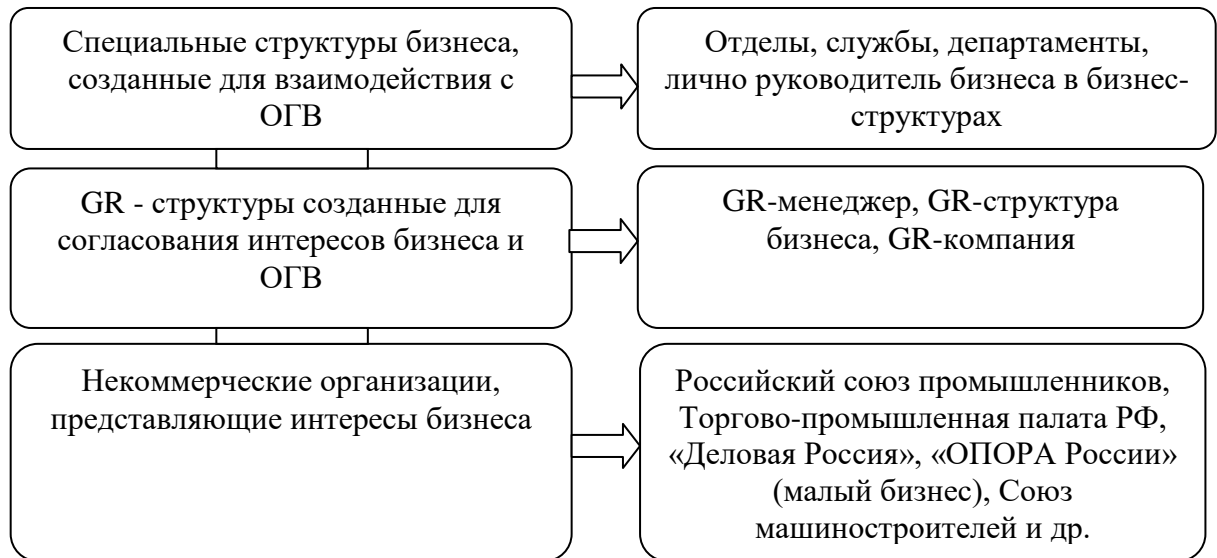 Специальные структуры бизнеса,
созданные для взаимодействия с
ОГВ
Отделы, службы, департаменты,
лично руководитель бизнеса в бизнес-
структурах
GR - структуры созданные для
согласования интересов бизнеса и
ОГВ
GR-менеджер, GR-структура
бизнеса, GR-компания
Некоммерческие организации,
представляющие интересы бизнеса
Российский союз промышленников,
Торгово-промышленная палата РФ,
«Деловая Россия», «ОПОРА России»
(малый бизнес), Союз
машиностроителей и др.